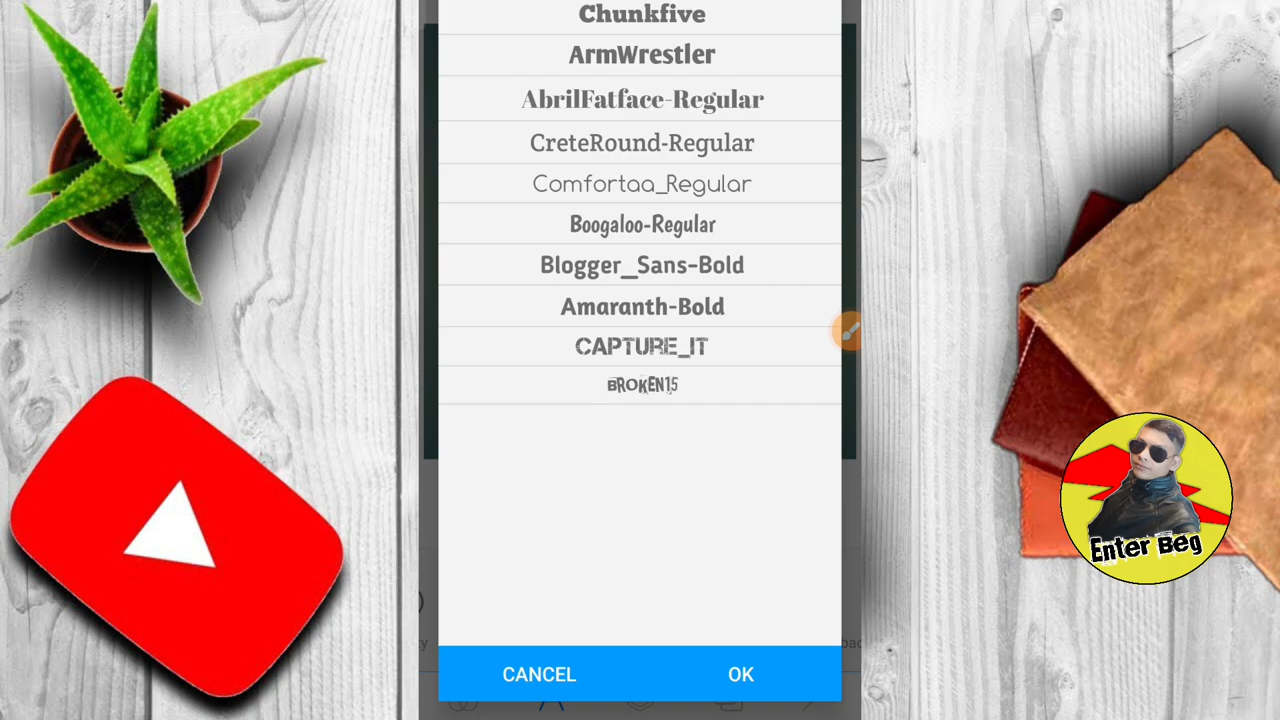 Chunkfive
ArmWrestler
AbrilFatface-Regular
CreteRound-Regular
Comfortaa_Regular
Boogaloo-Regular
Blogger_Sans-Bold
Amaranth-Bold
CAPTURE_IT
BROKEN15
Enter Beg
CANCEL OK